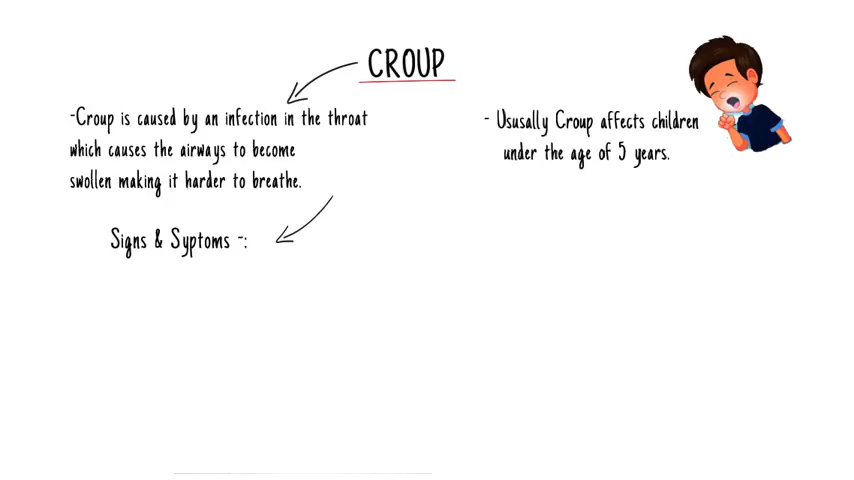 CROUP
-Croup is caused by an infection in the throat
which causes the airways to become
swollen making it harder to breathe.
- Ususally Croup affects children
under the age of 5 years.
Signs & Syptoms -: